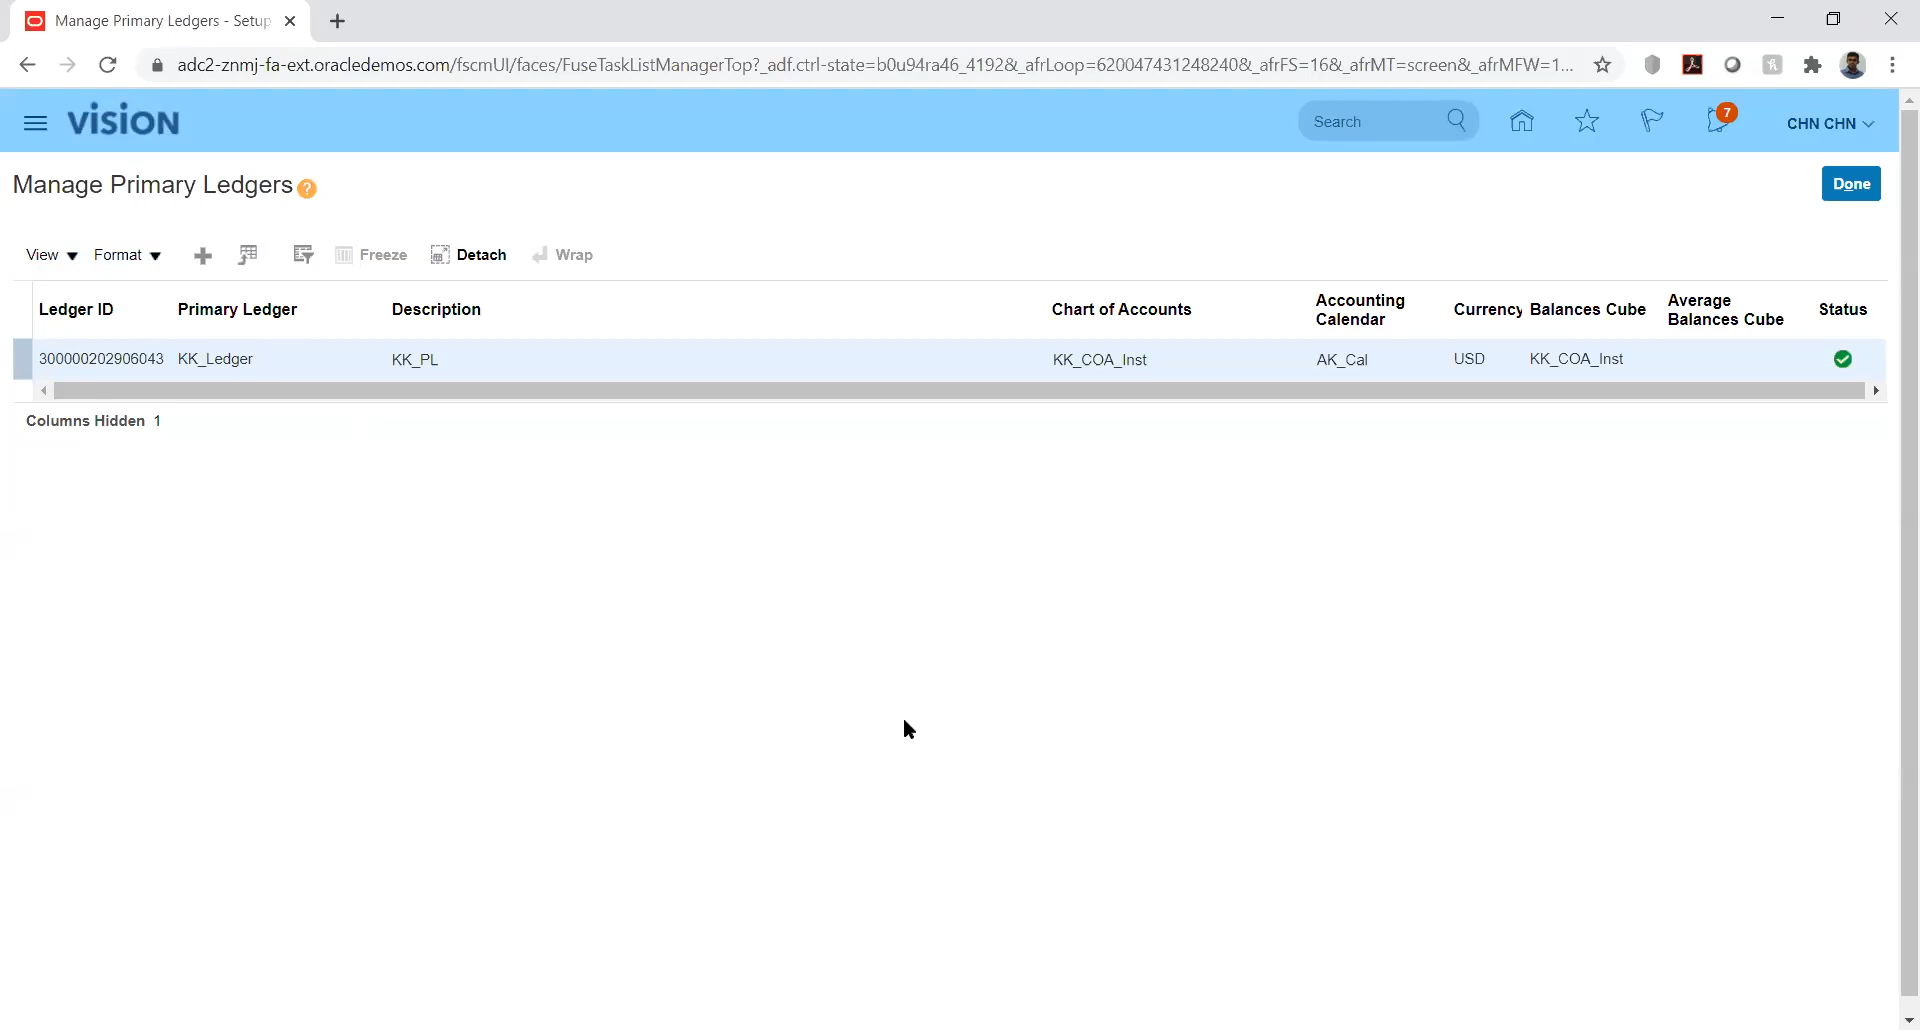 Manage Primary Ledgers - Setup
adc2-znmj-fa-ext.oracledemos.com/fscmUI/faces/FuseTaskListManagerTop?_adf.ctrl-state=b0u94ra46_4192&_afrLoop=620047431248240&_afrFS=16&_afrMT=screen&_afrMFW=1...
vision
Search
7
CHN CHN
Manage Primary Ledgers ?
Done
View Format Freeze Detach Wrap
Ledger ID Primary Ledger Description Chart of Accounts Accounting Calendar Currency Balances Cube Average Balances Cube Status
300000202906043 KK_Ledger KK_PL KK_COA_Inst AK_Cal USD KK_COA_Inst
Columns Hidden 1